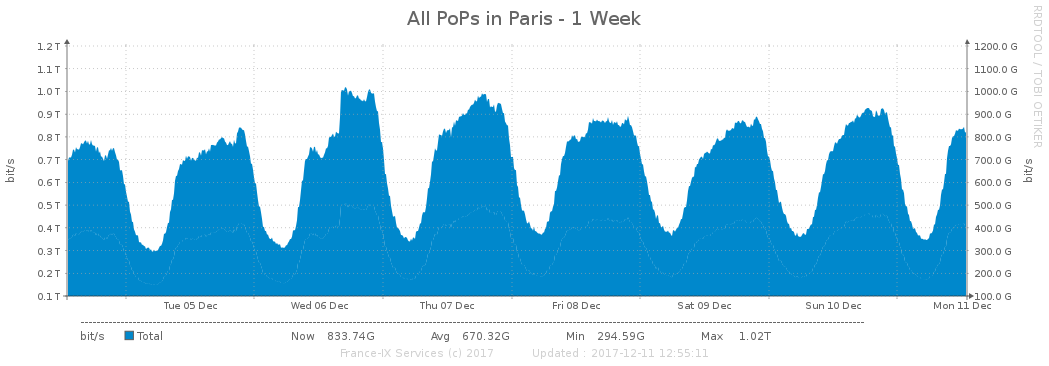 All PoPs in Paris - 1 Week
RRDTOOL / TOBI OETIKER
bit/s
1.2 T
1.1 T
1.0 T
0.9 T
0.8 T
0.7 T
0.6 T
0.5 T
0.4 T
0.3 T
0.2 T
0.1 T
1200.0 G
1100.0 G
1000.0 G
900.0 G
800.0 G
700.0 G
600.0 G
500.0 G
400.0 G
300.0 G
200.0 G
100.0 G
bit/s
Tue 05 Dec Wed 06 Dec Thu 07 Dec Fri 08 Dec Sat 09 Dec Sun 10 Dec Mon 11 Dec
bit/s Total Now 833.74G Avg 670.32G Min 294.59G Max 1.02T
France-IX Services (c) 2017 Updated : 2017-12-11 12:55:11